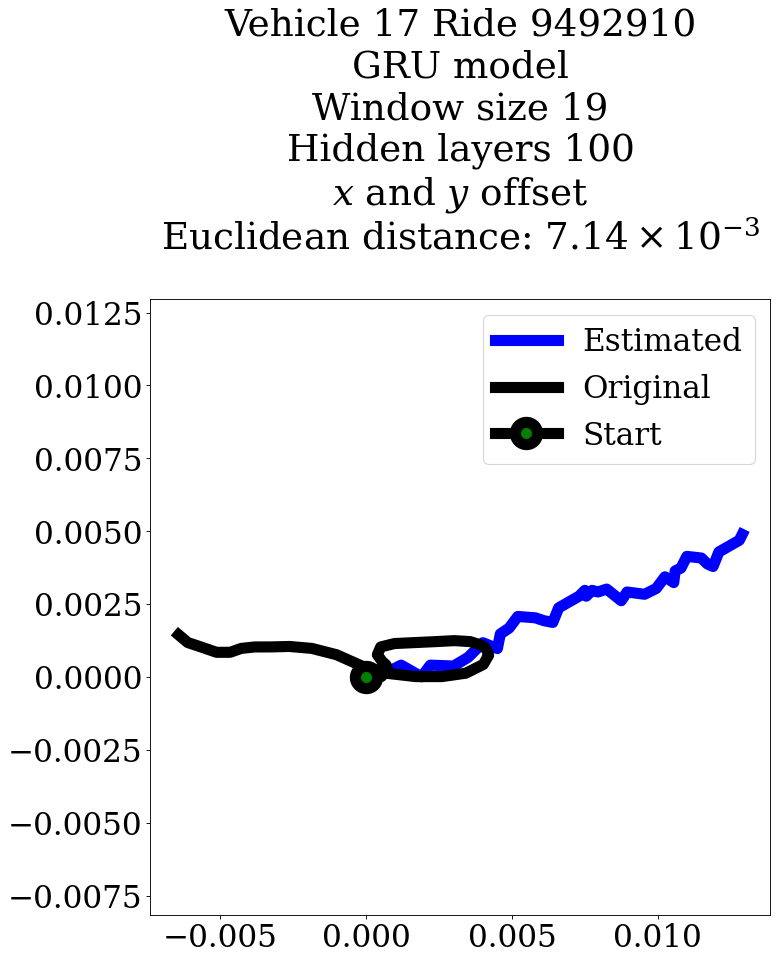 Vehicle 17 Ride 9492910
GRU model
Window size 19
Hidden layers 100
x and y offset
Euclidean distance: 7.14 × 10⁻³
0.0125
0.0100
0.0075
0.0050
0.0025
0.0000
−0.0025
−0.0050
−0.0075
Estimated
Original
Start
−0.005 0.000 0.005 0.010